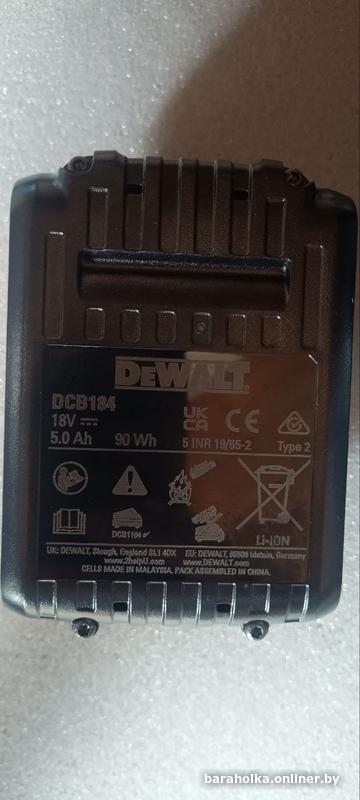 DEWALT
DCB184
18V
UK CA CE
5.0 Ah 90 Wh 5 INR 19/65-2 Type 2
DCB1104
Li-ION
UK: DEWALT, Slough, England SL1 4DX EU: DEWALT, 65509 Idstein, Germany
www.2helpU.com www.DEWALT.com
CELLS MADE IN MALAYSIA. PACK ASSEMBLED IN CHINA.
baraholka.onliner.by